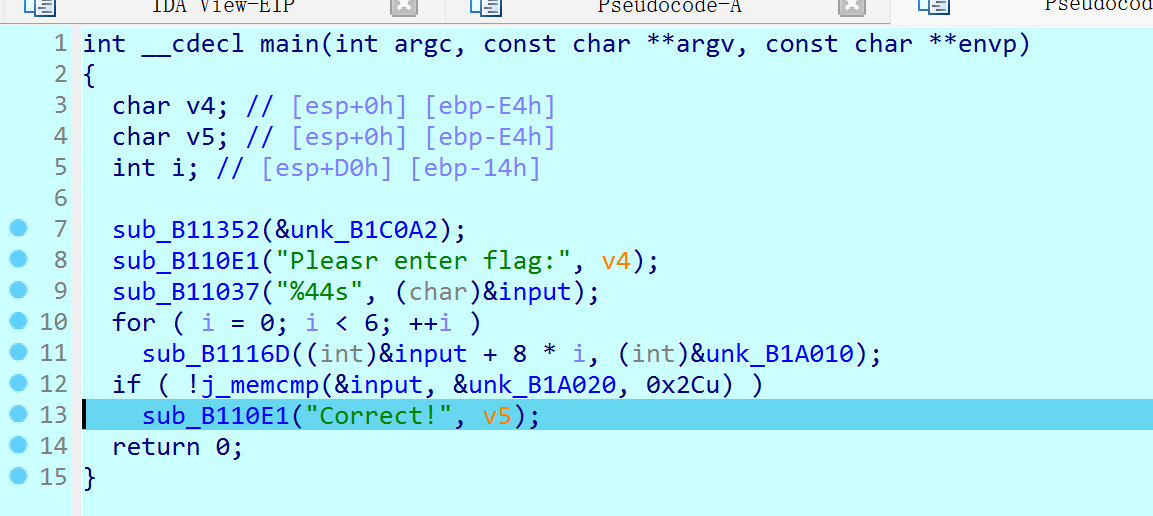 IDA View-EIP Pseudocode-A Pseudocod
1 int __cdecl main(int argc, const char **argv, const char **envp)
2 {
3 char v4; // [esp+0h] [ebp-E4h]
4 char v5; // [esp+0h] [ebp-E4h]
5 int i; // [esp+D0h] [ebp-14h]
6
7 sub_B11352(&unk_B1C0A2);
8 sub_B110E1("Pleasr enter flag:", v4);
9 sub_B11037("%44s", (char)&input);
10 for ( i = 0; i < 6; ++i )
11 sub_B1116D((int)&input + 8 * i, (int)&unk_B1A010);
12 if ( !j_memcmp(&input, &unk_B1A020, 0x2Cu) )
13 sub_B110E1("Correct!", v5);
14 return 0;
15 }